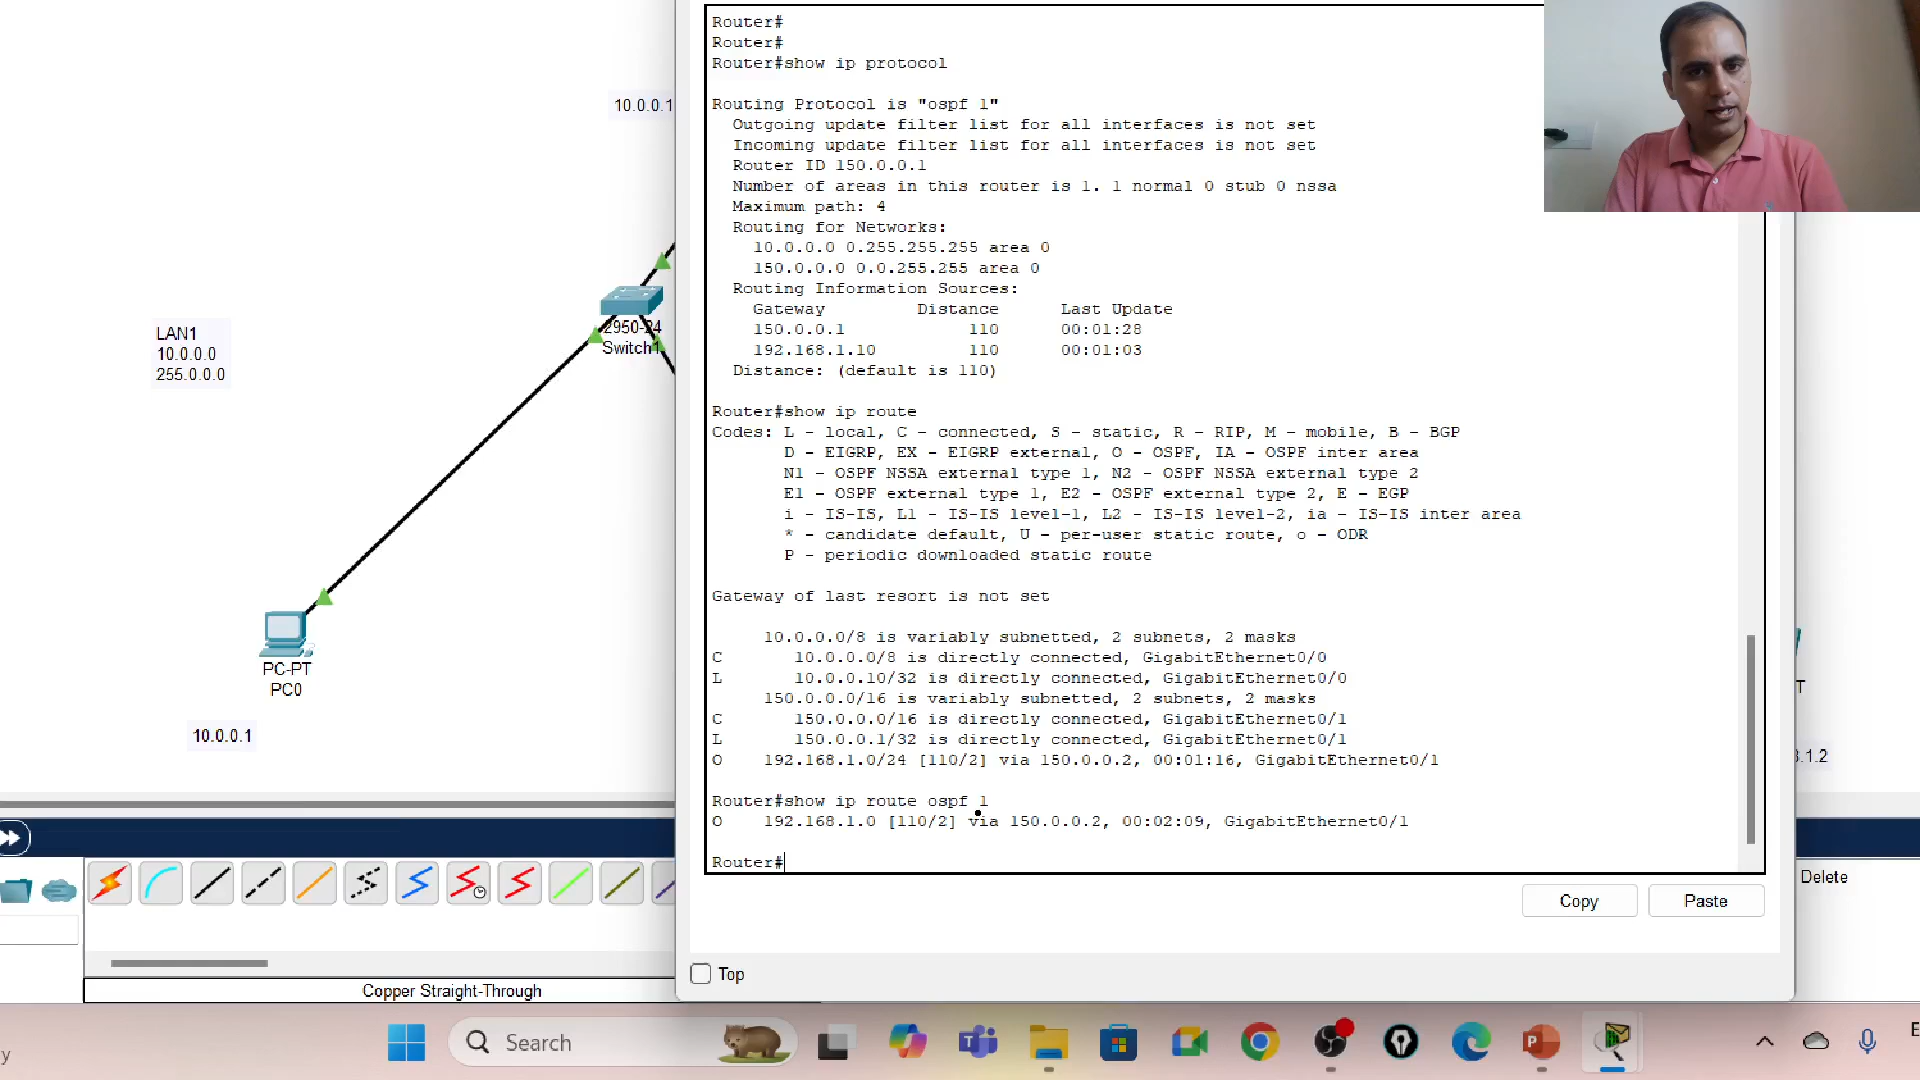 Router#
Router#
Router#show ip protocol
Routing Protocol is "ospf 1"
Outgoing update filter list for all interfaces is not set
Incoming update filter list for all interfaces is not set
Router ID 150.0.0.1
Number of areas in this router is 1. 1 normal 0 stub 0 nssa
Maximum path: 4
Routing for Networks:
10.0.0.0 0.255.255.255 area 0
150.0.0.0 0.0.255.255 area 0
Routing Information Sources:
Gateway Distance Last Update
150.0.0.1 110 00:01:28
192.168.1.10 110 00:01:03
Distance: (default is 110)
Router#show ip route
Codes: L - local, C - connected, S - static, R - RIP, M - mobile, B - BGP
D - EIGRP, EX - EIGRP external, O - OSPF, IA - OSPF inter area
N1 - OSPF NSSA external type 1, N2 - OSPF NSSA external type 2
E1 - OSPF external type 1, E2 - OSPF external type 2, E - EGP
i - IS-IS, L1 - IS-IS level-1, L2 - IS-IS level-2, ia - IS-IS inter area
* - candidate default, U - per-user static route, o - ODR
P - periodic downloaded static route
Gateway of last resort is not set
10.0.0.0/8 is variably subnetted, 2 subnets, 2 masks
C 10.0.0.0/8 is directly connected, GigabitEthernet0/0
L 10.0.0.10/32 is directly connected, GigabitEthernet0/0
150.0.0.0/16 is variably subnetted, 2 subnets, 2 masks
C 150.0.0.0/16 is directly connected, GigabitEthernet0/1
L 150.0.0.1/32 is directly connected, GigabitEthernet0/1
O 192.168.1.0/24 [110/2] via 150.0.0.2, 00:01:16, GigabitEthernet0/1
Router#show ip route ospf 1
O 192.168.1.0 [110/2] via 150.0.0.2, 00:02:09, GigabitEthernet0/1
Router#
10.0.0.1
2950-24
Switch1
LAN1
10.0.0.0
255.0.0.0
PC-PT
PC0
10.0.0.1
T
.1.2
Copy
Paste
Delete
Top
Copper Straight-Through
Search